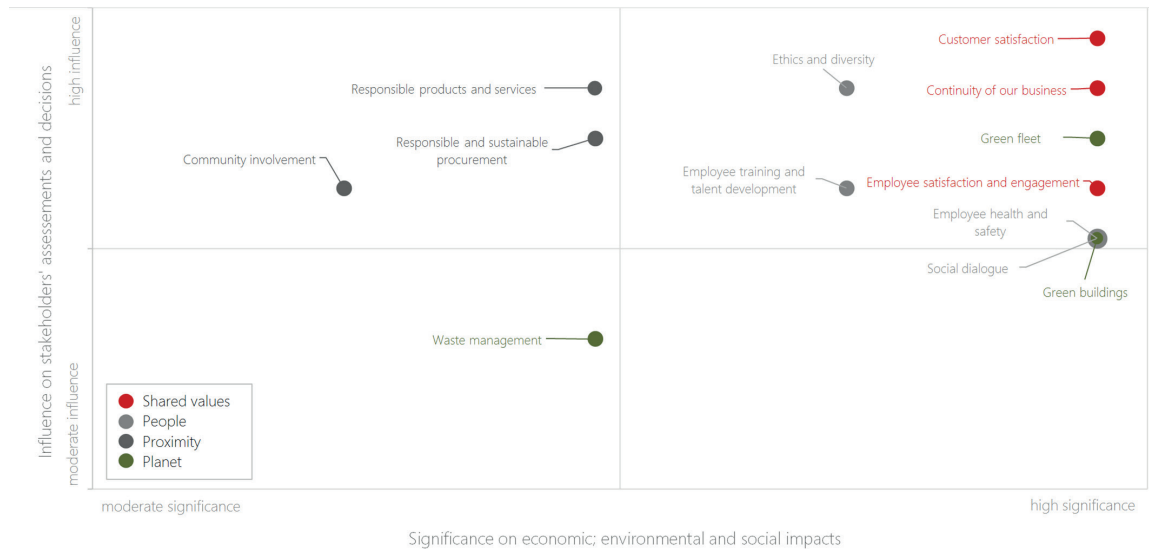 Influence on stakeholders' assessments and decisions
high influence
moderate influence
Customer satisfaction
Ethics and diversity
Responsible products and services
Continuity of our business
Responsible and sustainable
procurement
Green fleet
Community involvement
Employee training and
talent development
Employee satisfaction and engagement
Employee health and
safety
Social dialogue
Green buildings
Waste management
Shared values
People
Proximity
Planet
moderate significance
high significance
Significance on economic; environmental and social impacts